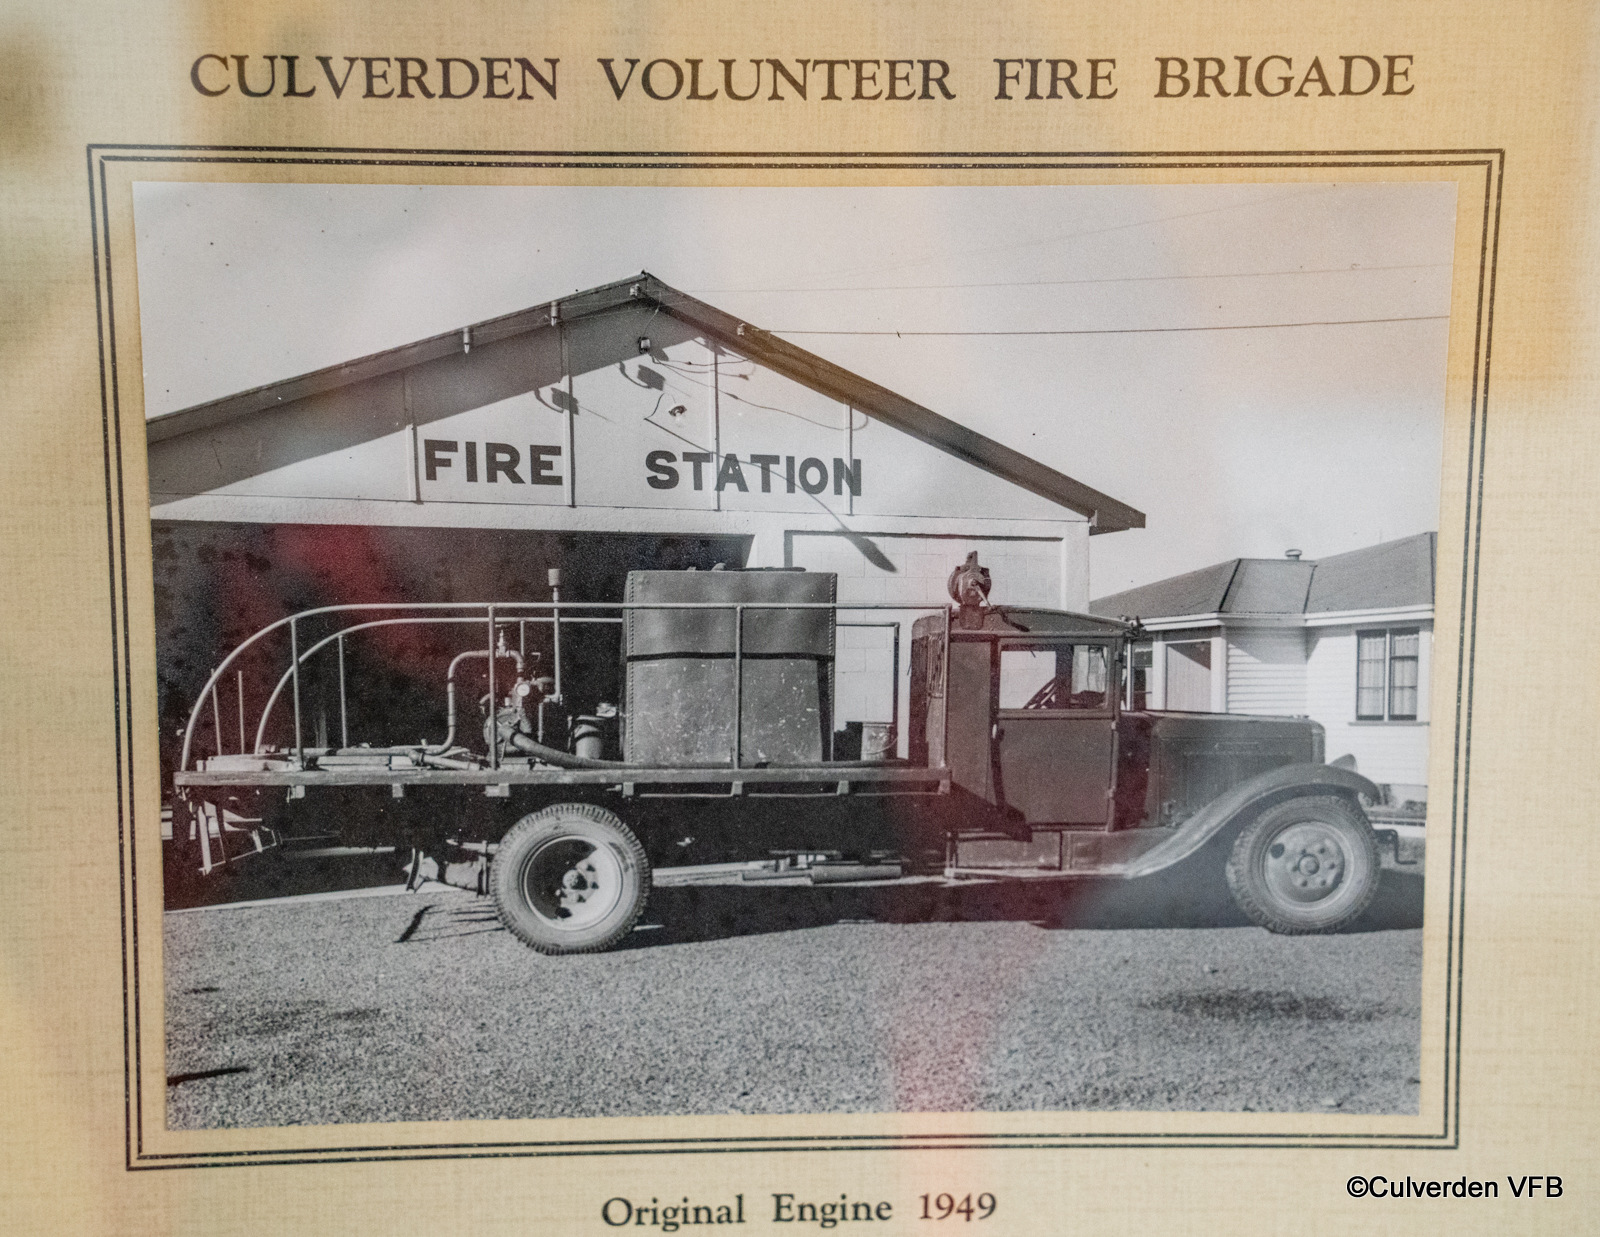 CULVERDEN VOLUNTEER FIRE BRIGADE
FIRE STATION
Original Engine 1949
©Culverden VFB